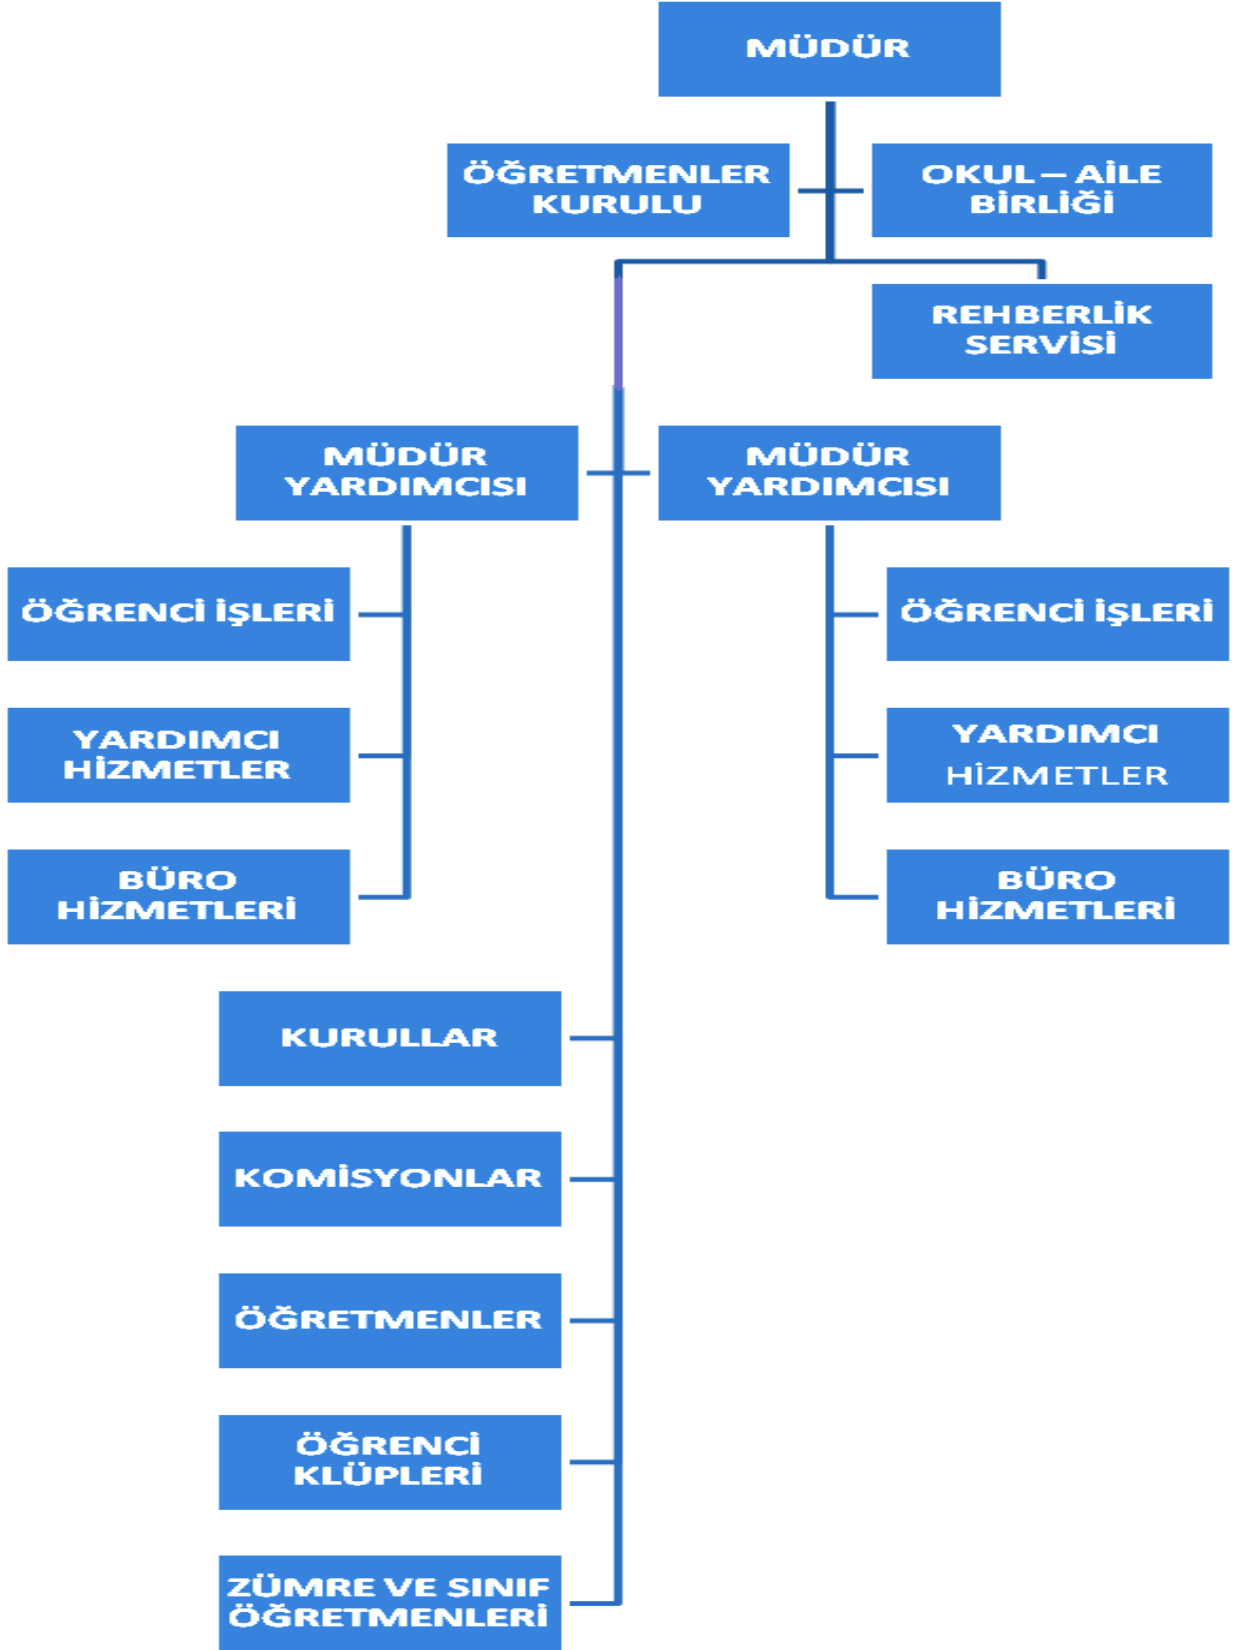 MÜDÜR
ÖĞRETMENLER
KURULU
OKUL – AİLE
BİRLİĞİ
REHBERLİK
SERVİSİ
MÜDÜR
YARDIMCISI
MÜDÜR
YARDIMCISI
ÖĞRENCİ İŞLERİ
ÖĞRENCİ İŞLERİ
YARDIMCI
HİZMETLER
YARDIMCI
HİZMETLER
BÜRO
HİZMETLERİ
BÜRO
HİZMETLERİ
KURULLAR
KOMİSYONLAR
ÖĞRETMENLER
ÖĞRENCİ
KLÜPLERİ
ZÜMRE VE SINIF
ÖĞRETMENLERİ